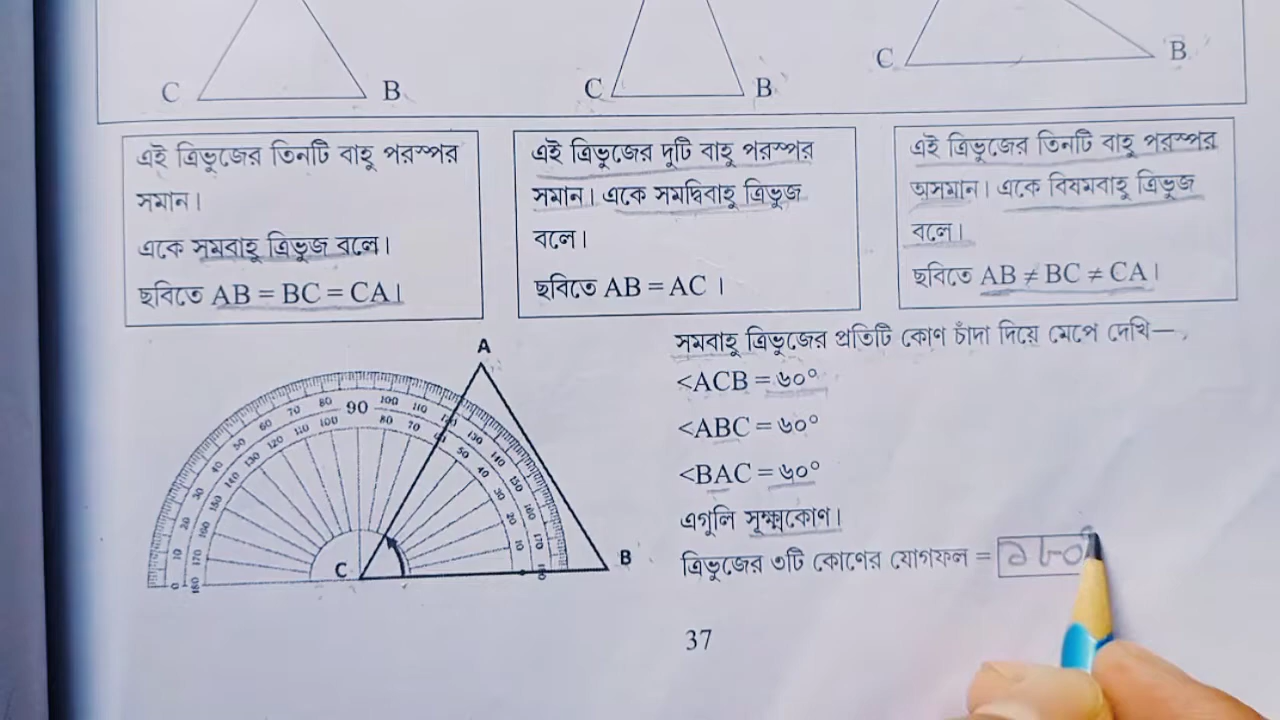 C B
C B
C B
এই ত্রিভুজের তিনটি বাহু পরস্পর
সমান।
একে সমবাহু ত্রিভুজ বলে।
ছবিতে AB = BC = CA।
এই ত্রিভুজের দুটি বাহু পরস্পর
সমান। একে সমদ্বিবাহু ত্রিভুজ
বলে।
ছবিতে AB = AC ।
এই ত্রিভুজের তিনটি বাহু পরস্পর
অসমান। একে বিষমবাহু ত্রিভুজ
বলে।
ছবিতে AB ≠ BC ≠ CA।
A
90
C
B
সমবাহু ত্রিভুজের প্রতিটি কোণ চাঁদা দিয়ে মেপে দেখি—
<ACB = ৬০°
<ABC = ৬০°
<BAC = ৬০°
এগুলি সূক্ষ্মকোণ।
ত্রিভুজের ৩টি কোণের যোগফল = ১৮০°
37